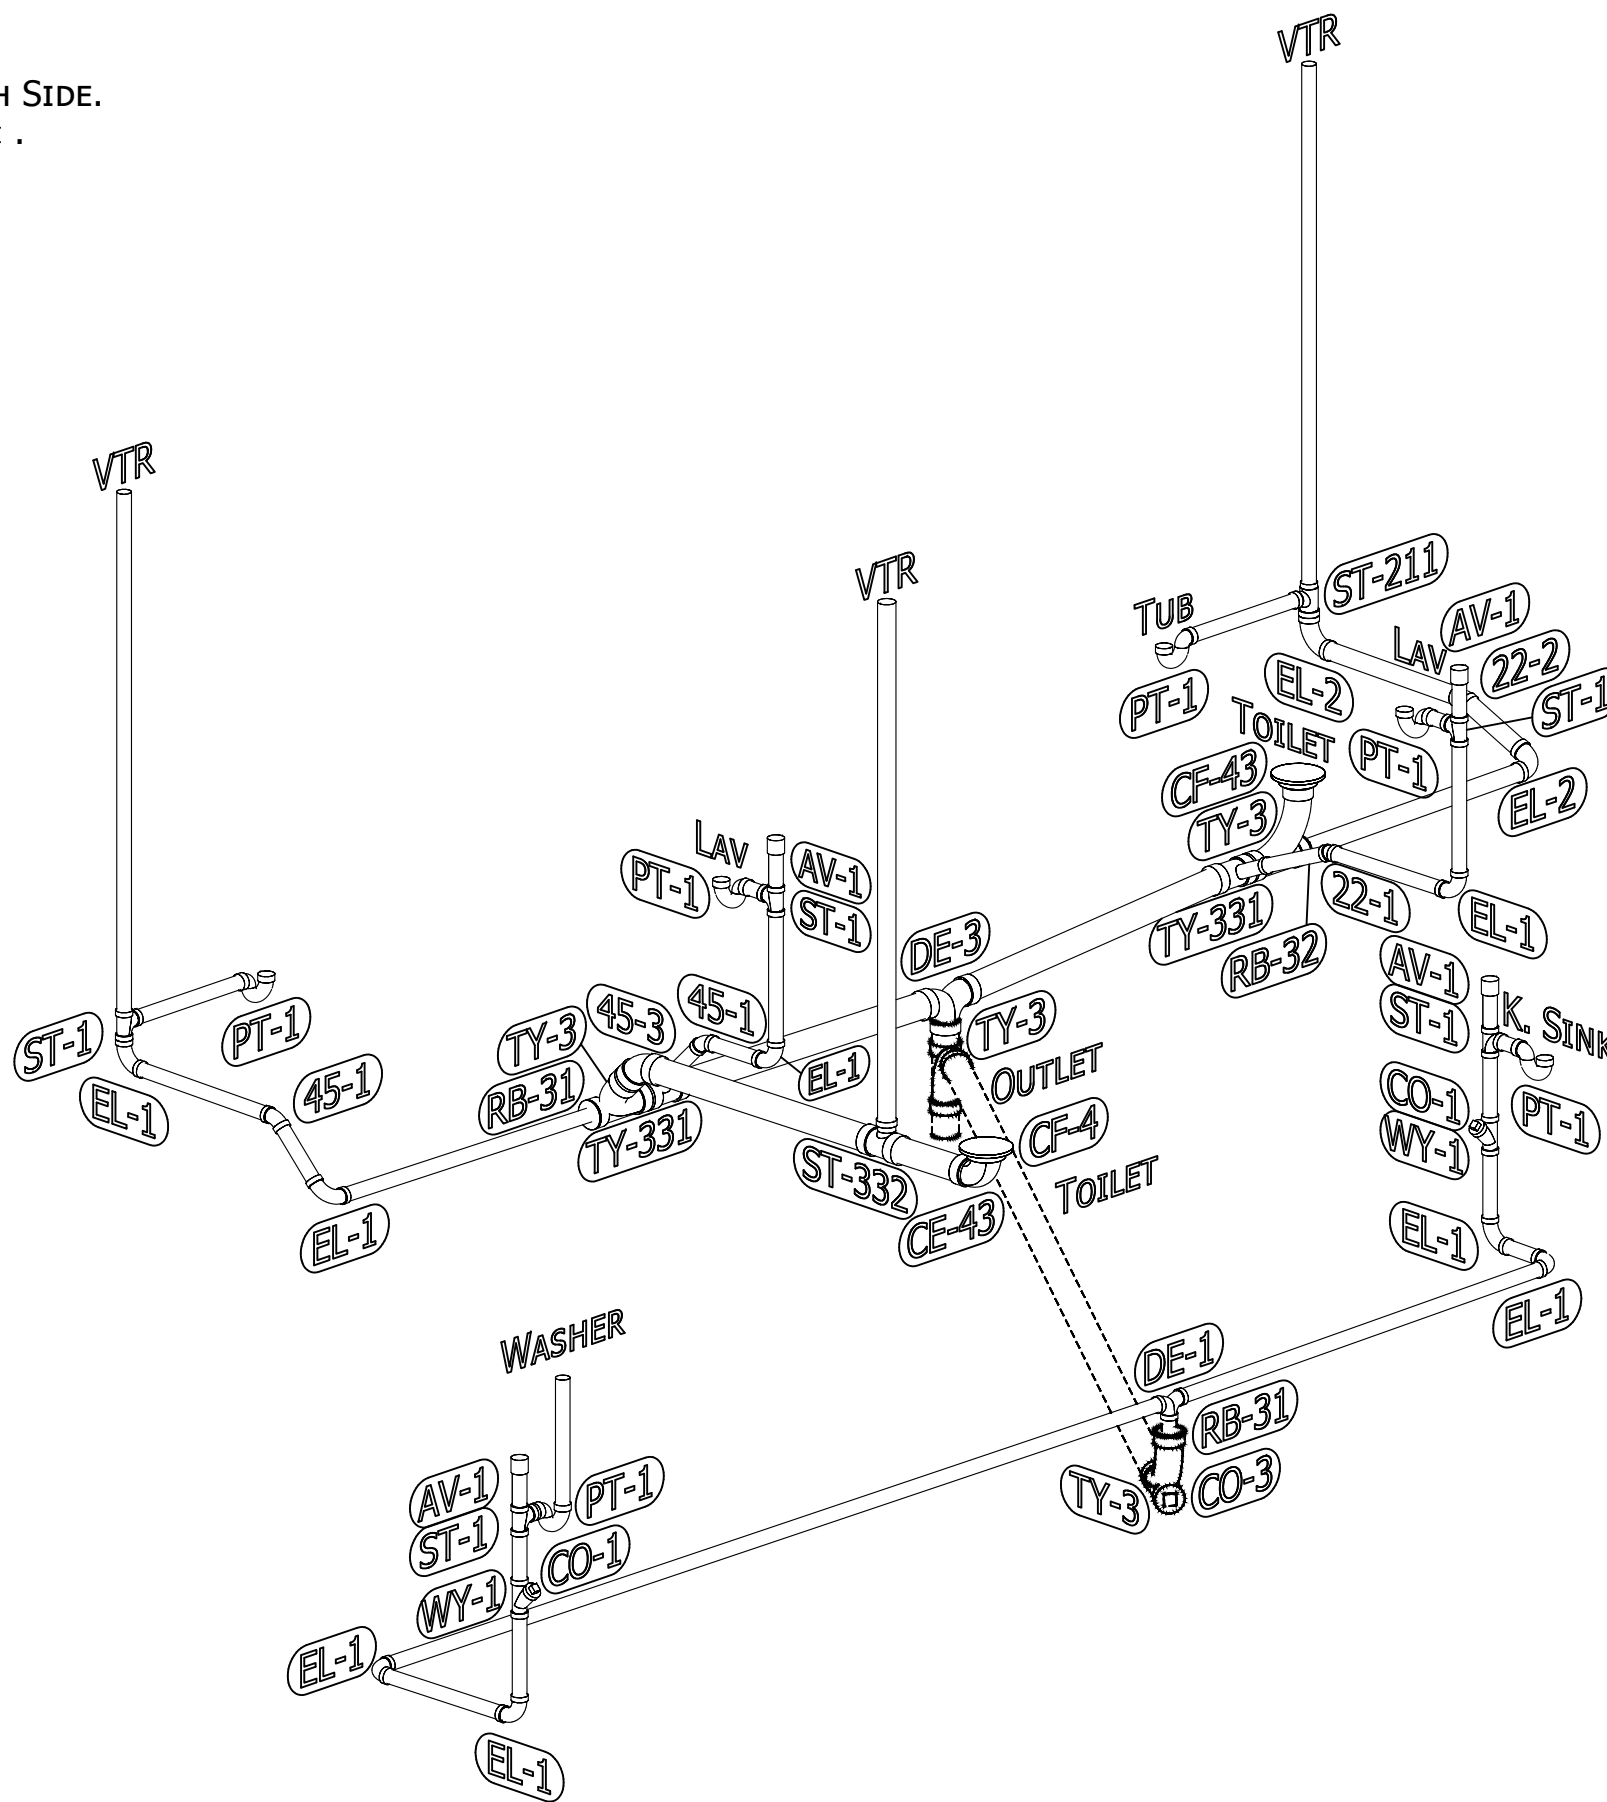 VTR
H SIDE.
.
VTR
VTR
ST-211
TUB
AV-1
LAV
22-2
EL-2
ST-1
PT-1
TOILET
PT-1
CF-43
EL-2
TY-3
LAV
PT-1
AV-1
ST-1
22-1
EL-1
TY-331
DE-3
RB-32
AV-1
ST-1
K. SINK
45-1
45-3
TY-3
TY-3
PT-1
ST-1
OUTLET
EL-1
RB-31
45-1
CO-1
EL-1
PT-1
TY-331
CF-4
WY-1
ST-332
TOILET
EL-1
CE-43
EL-1
EL-1
WASHER
DE-1
RB-31
AV-1
PT-1
CO-3
TY-3
ST-1
CO-1
WY-1
EL-1
EL-1